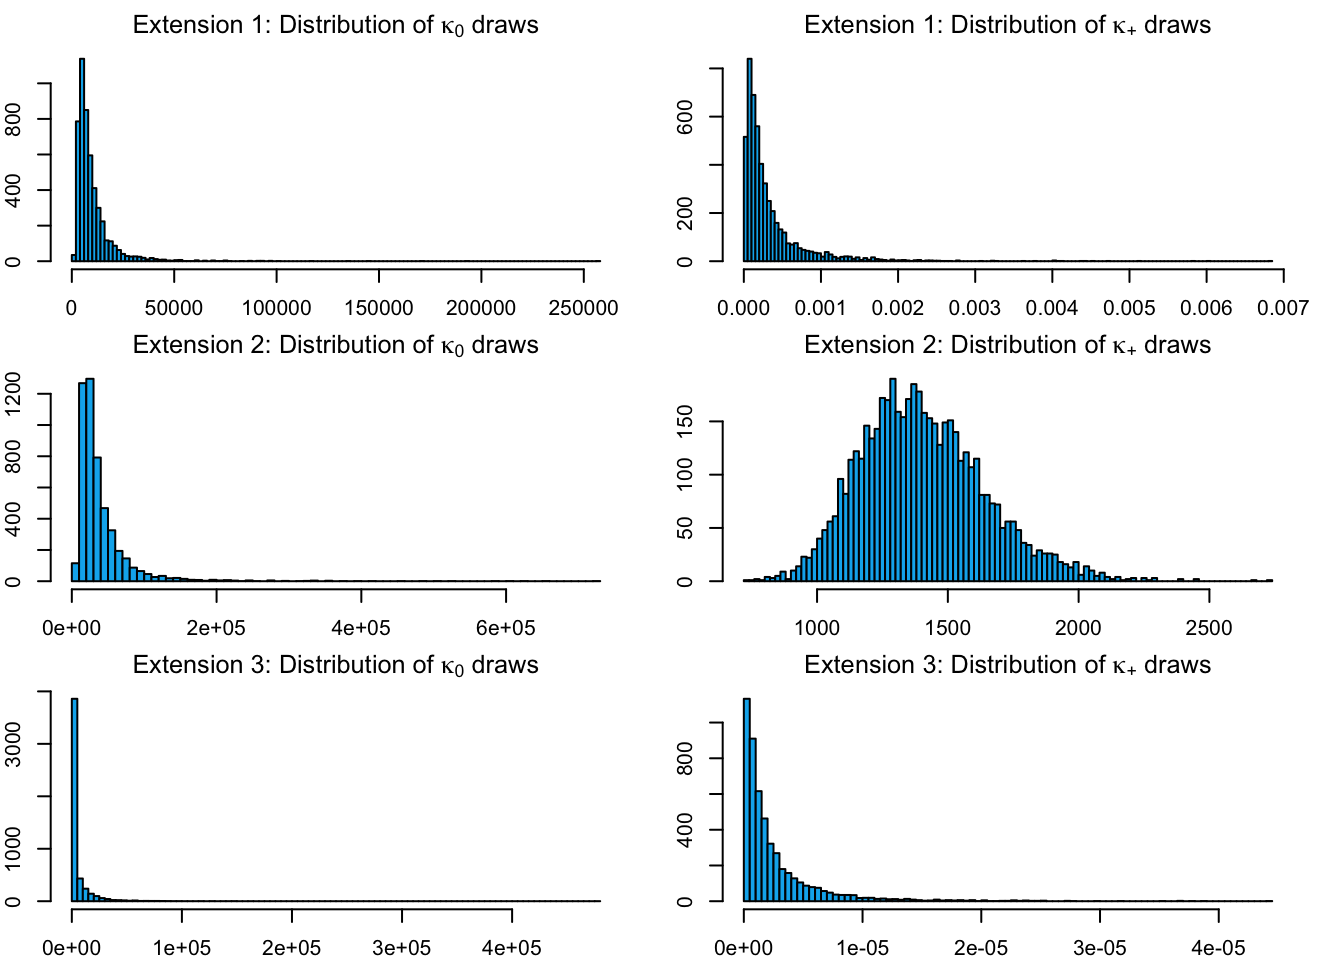 Extension 1: Distribution of κ₀ draws
0
400
800
0
50000
100000
150000
200000
250000
Extension 1: Distribution of κ₊ draws
0
200
600
0.000
0.001
0.002
0.003
0.004
0.005
0.006
0.007
Extension 2: Distribution of κ₀ draws
0
400
800
1200
0e+00
2e+05
4e+05
6e+05
Extension 2: Distribution of κ₊ draws
0
50
100
150
1000
1500
2000
2500
Extension 3: Distribution of κ₀ draws
0
1000
3000
0e+00
1e+05
2e+05
3e+05
4e+05
Extension 3: Distribution of κ₊ draws
0
400
800
0e+00
1e-05
2e-05
3e-05
4e-05